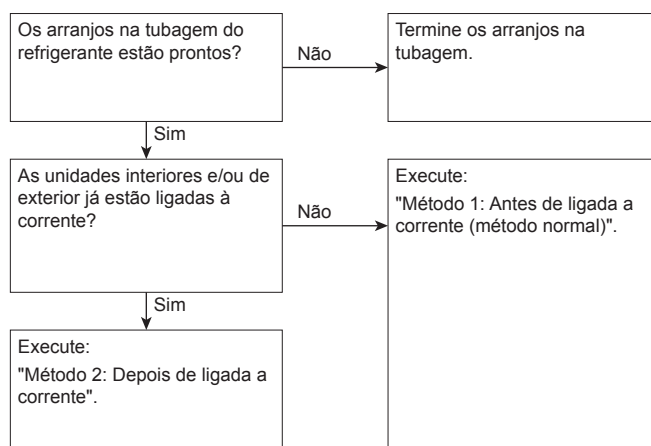 Os arranjos na tubagem do
refrigerante estão prontos?
Não
Termine os arranjos na
tubagem.
Sim
As unidades interiores e/ou de
exterior já estão ligadas à
corrente?
Não
Execute:
"Método 1: Antes de ligada a
corrente (método normal)".
Sim
Execute:
"Método 2: Depois de ligada a
corrente".